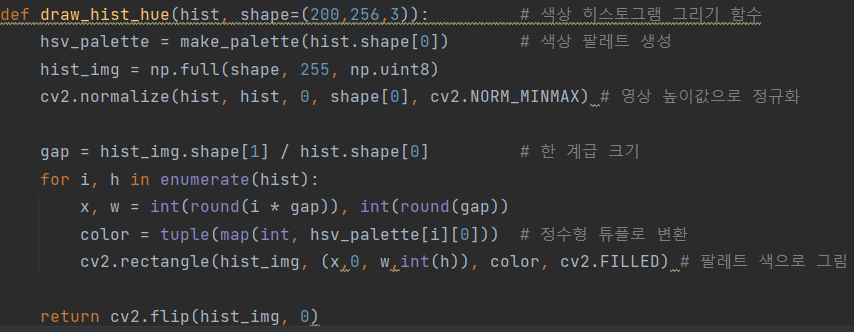 def draw_hist_hue(hist, shape=(200,256,3)): # 색상 히스토그램 그리기 함수
hsv_palette = make_palette(hist.shape[0]) # 색상 팔레트 생성
hist_img = np.full(shape, 255, np.uint8)
cv2.normalize(hist, hist, 0, shape[0], cv2.NORM_MINMAX) # 영상 높이값으로 정규화
gap = hist_img.shape[1] / hist.shape[0] # 한 계급 크기
for i, h in enumerate(hist):
x, w = int(round(i * gap)), int(round(gap))
color = tuple(map(int, hsv_palette[i][0])) # 정수형 튜플로 변환
cv2.rectangle(hist_img, (x,0, w,int(h)), color, cv2.FILLED) # 팔레트 색으로 그림
return cv2.flip(hist_img, 0)